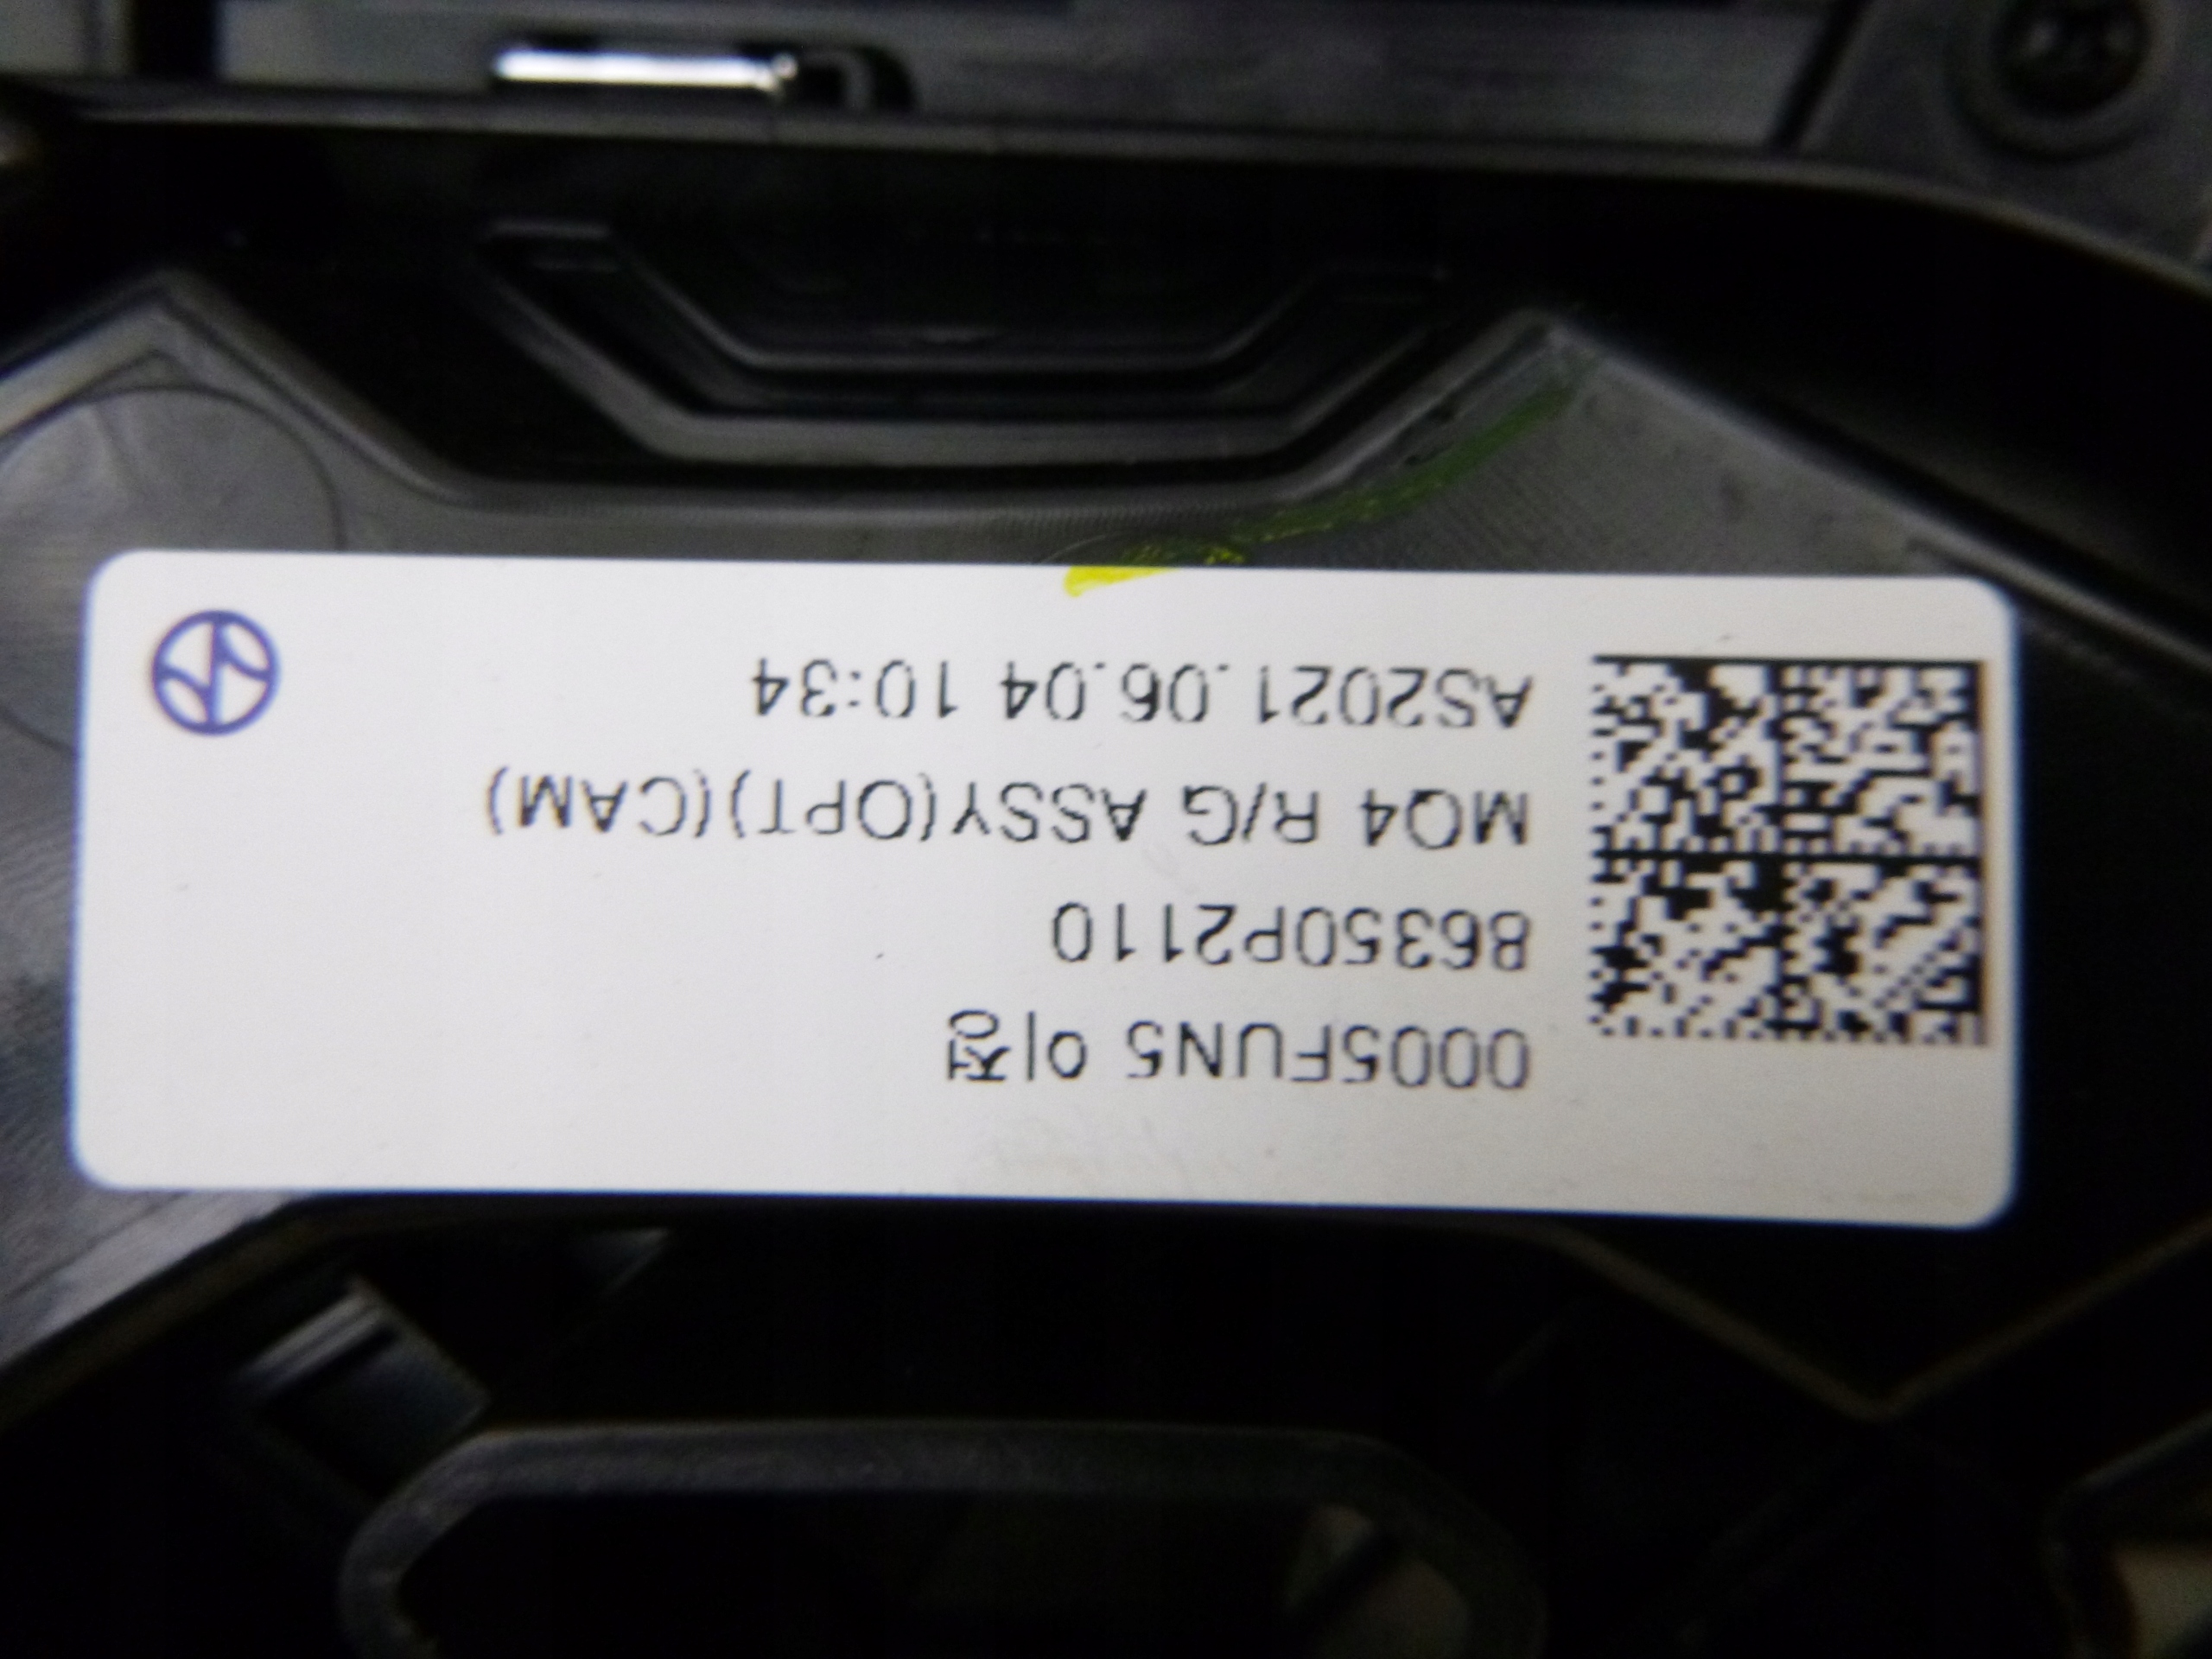 0005FUN5 이정
86350P2110
MQ4 R/G ASSY(OPT)(CAM)
AS2021.06.04 10:34